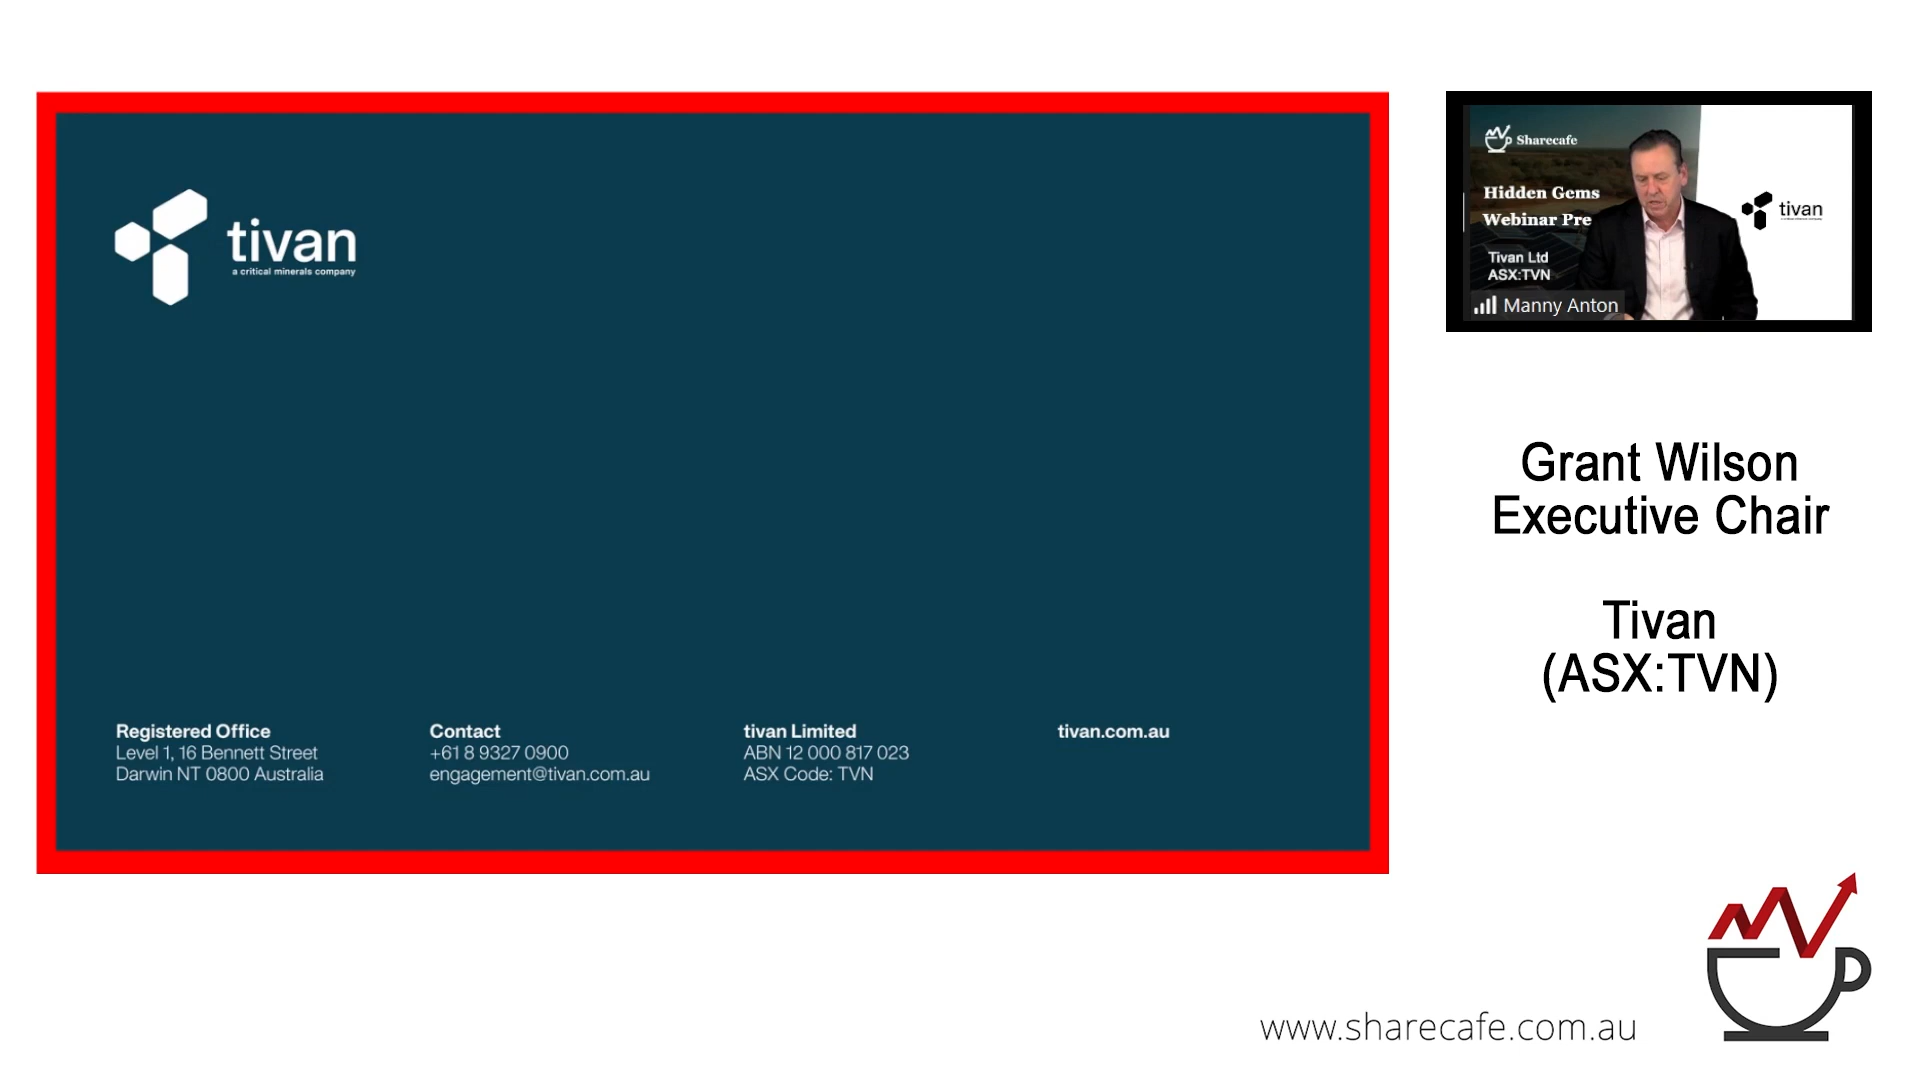 tivan
a critical minerals company
Registered Office
Level 1, 16 Bennett Street
Darwin NT 0800 Australia
Contact
+61 8 9327 0900
engagement@tivan.com.au
tivan Limited
ABN 12 000 817 023
ASX Code: TVN
tivan.com.au
Sharecafe
Hidden Gems
Webinar Pre
Tivan Ltd
ASX:TVN
Manny Anton
tivan
Grant Wilson
Executive Chair
Tivan
(ASX:TVN)
www.sharecafe.com.au